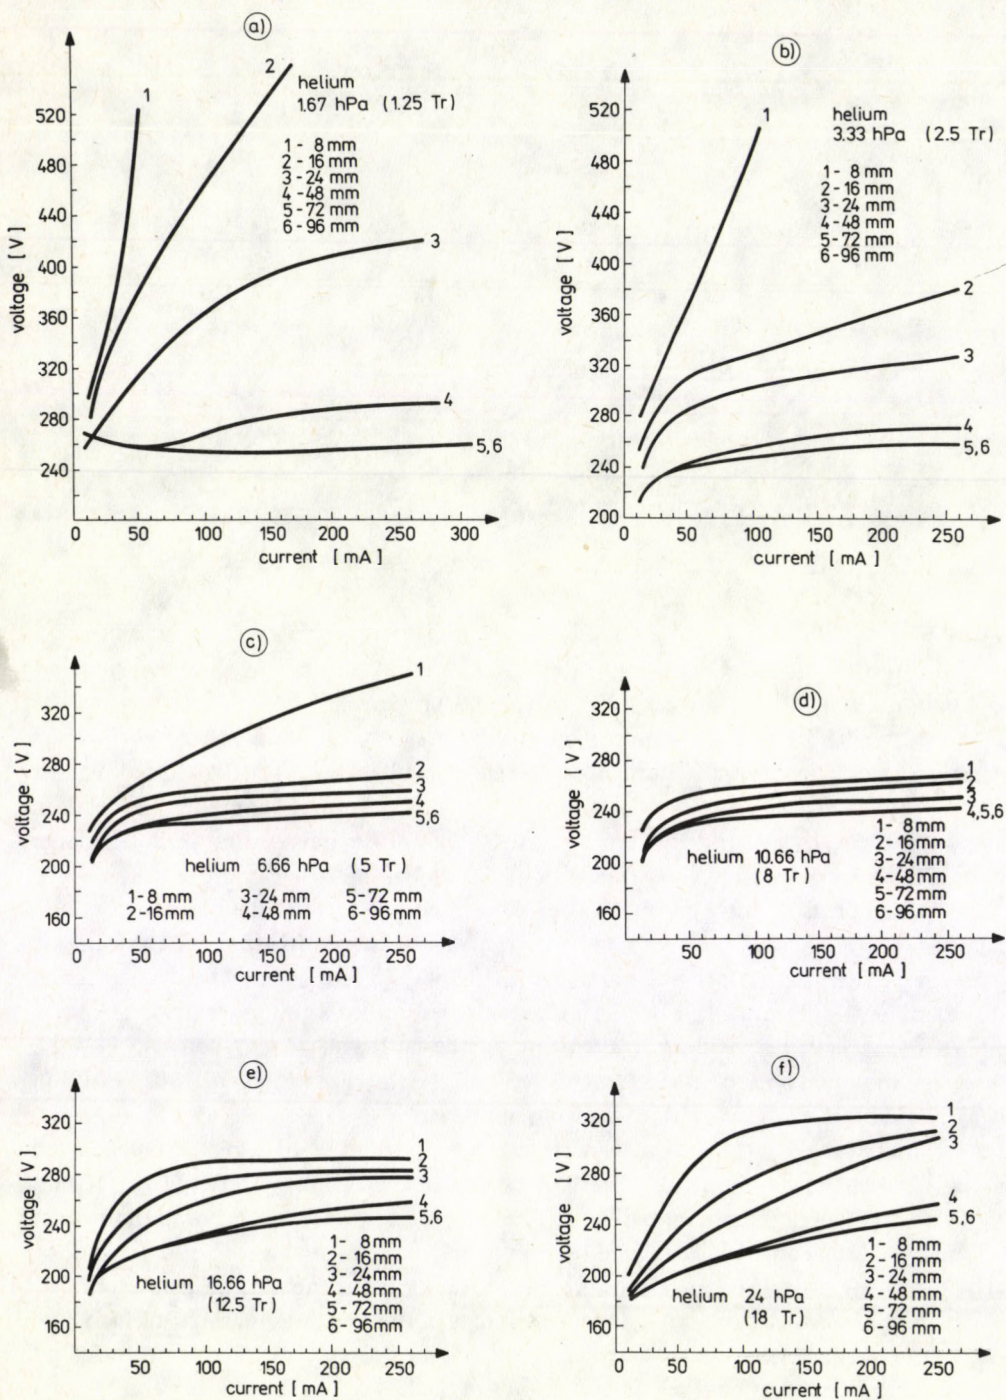 a)
voltage [ V ]
520
480
440
400
360
320
280
240
0 50 100 150 200 250 300
current [ mA ]
1
2
3
4
5,6
helium
1.67 hPa (1.25 Tr)
1 - 8 mm
2 - 16 mm
3 - 24 mm
4 - 48 mm
5 - 72 mm
6 - 96 mm
b)
voltage [ V ]
520
480
440
400
360
320
280
240
200
0 50 100 150 200 250
current [ mA ]
1
2
3
4
5,6
helium
3.33 hPa (2.5 Tr)
1 - 8 mm
2 - 16 mm
3 - 24 mm
4 - 48 mm
5 - 72 mm
6 - 96 mm
c)
voltage [ V ]
320
280
240
200
160
0 50 100 150 200 250
current [ mA ]
1
2
3
4
5,6
helium 6.66 hPa (5 Tr)
1 - 8 mm 3 - 24 mm 5 - 72 mm
2 - 16 mm 4 - 48 mm 6 - 96 mm
d)
voltage [ V ]
320
280
240
200
160
0 50 100 150 200 250
current [ mA ]
1
2
3
4,5,6
helium 10.66 hPa
(8 Tr)
1 - 8 mm
2 - 16 mm
3 - 24 mm
4 - 48 mm
5 - 72 mm
6 - 96 mm
e)
voltage [ V ]
320
280
240
200
160
50 100 150 200 250
current [ mA ]
1
2
3
4
5,6
helium 16.66 hPa
(12.5 Tr)
1 - 8 mm
2 - 16 mm
3 - 24 mm
4 - 48 mm
5 - 72 mm
6 - 96 mm
f)
voltage [ V ]
320
280
240
200
160
0 50 100 150 200 250
current [ mA ]
1
2
3
4
5,6
helium 24 hPa
(18 Tr)
1 - 8 mm
2 - 16 mm
3 - 24 mm
4 - 48 mm
5 - 72 mm
6 - 96 mm